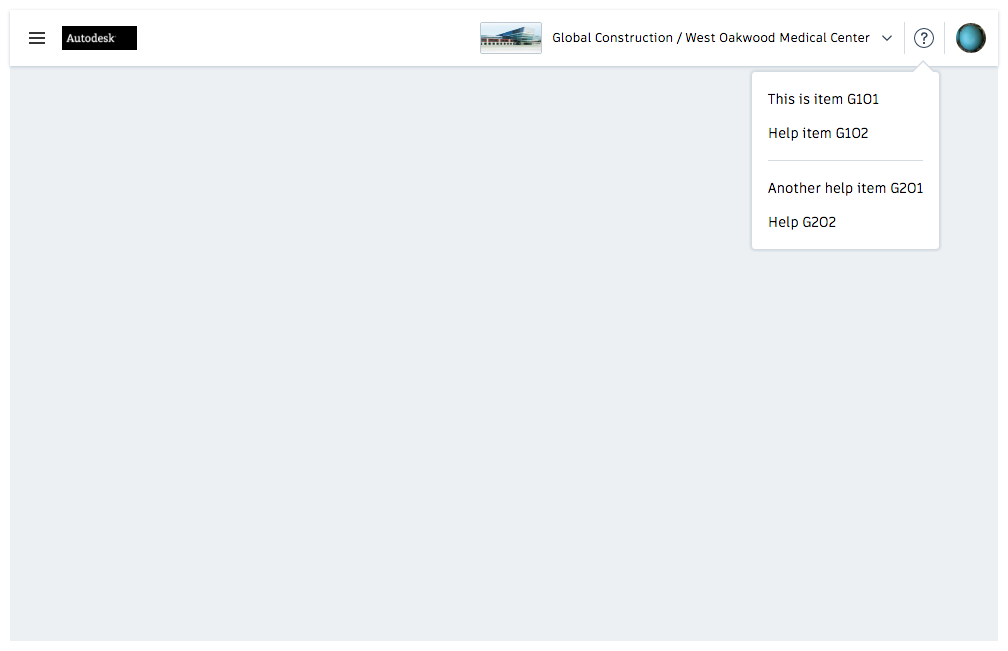 Autodesk
Global Construction / West Oakwood Medical Center
?
This is item G1O1
Help item G1O2
Another help item G2O1
Help G2O2